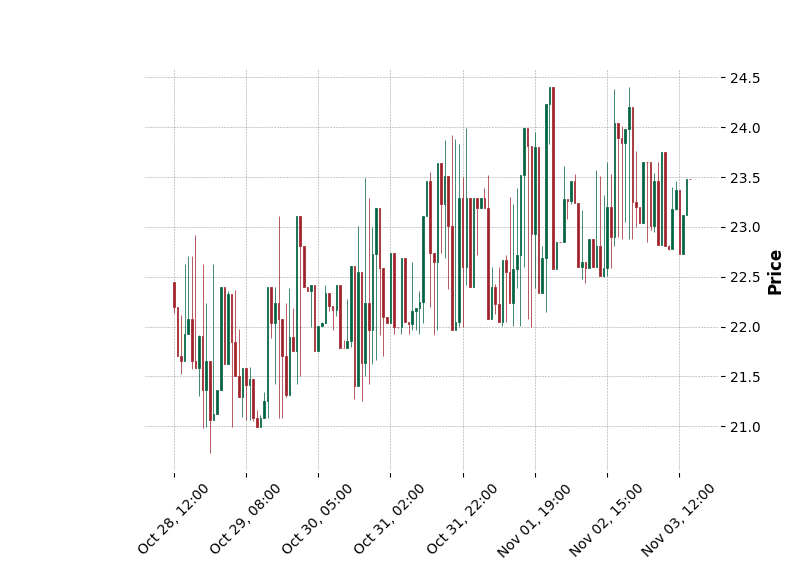 24.5
24.0
23.5
23.0
22.5
22.0
21.5
21.0
Price
Oct 28, 12:00
Oct 29, 08:00
Oct 30, 05:00
Oct 31, 02:00
Oct 31, 22:00
Nov 01, 19:00
Nov 02, 15:00
Nov 03, 12:00